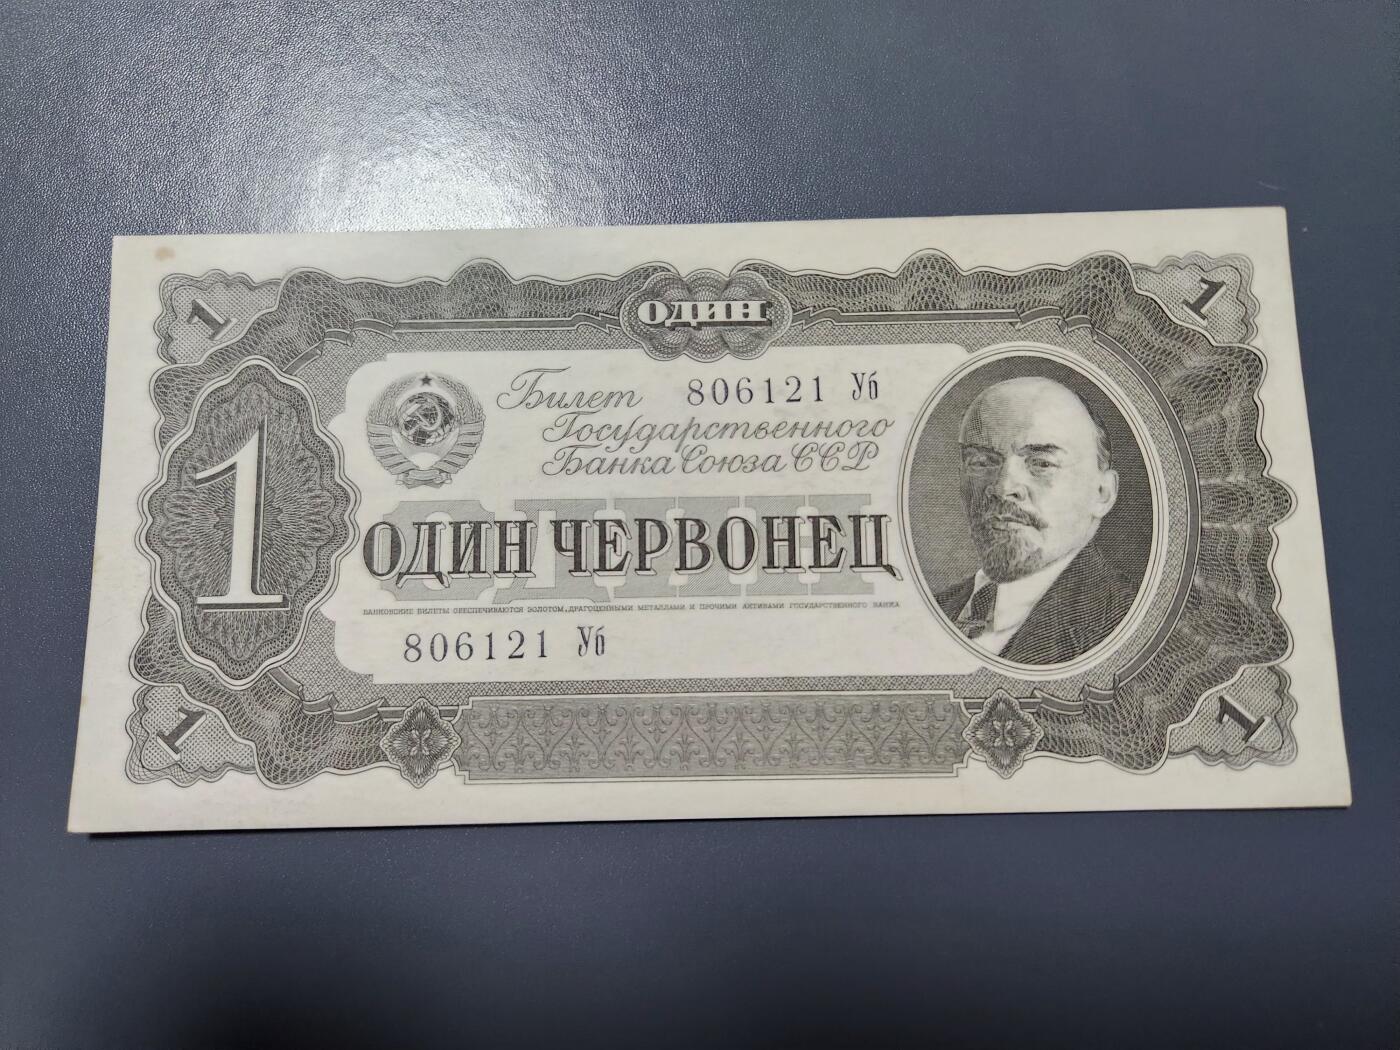 1
ОДИН
1
Билет 806121 Уб
Государственного
Банка Союза ССР
1
ОДИН
ОДИН ЧЕРВОНЕЦ
БАНКОВСКИЕ БИЛЕТЫ ОБЕСПЕЧИВАЮТСЯ ЗОЛОТОМ, ДРАГОЦЕННЫМИ МЕТАЛЛАМИ И ПРОЧИМИ АКТИВАМИ ГОСУДАРСТВЕННОГО БАНКА
806121 Уб
1
1